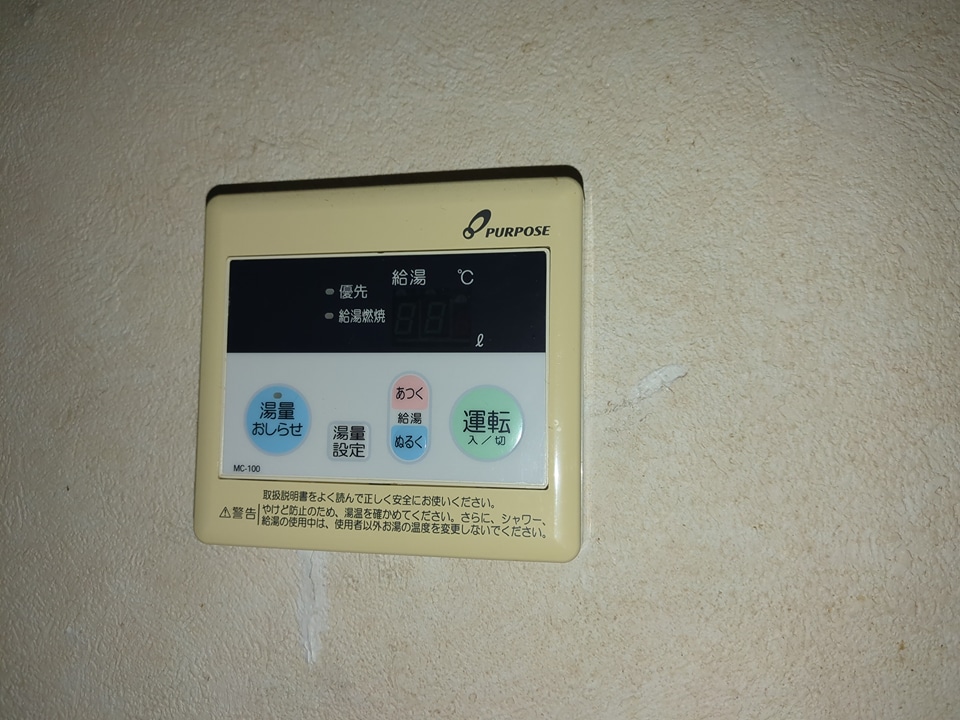 PURPOSE
給湯 ℃
優先
給湯燃焼
ℓ
湯量
おしらせ
湯量
設定
あつく
給湯
ぬるく
運転
入/切
MC-100
⚠警告
取扱説明書をよく読んで正しく安全にお使いください。
やけど防止のため、湯温を確かめてください。さらに、シャワー、
給湯の使用中は、使用者以外お湯の温度を変更しないでください。